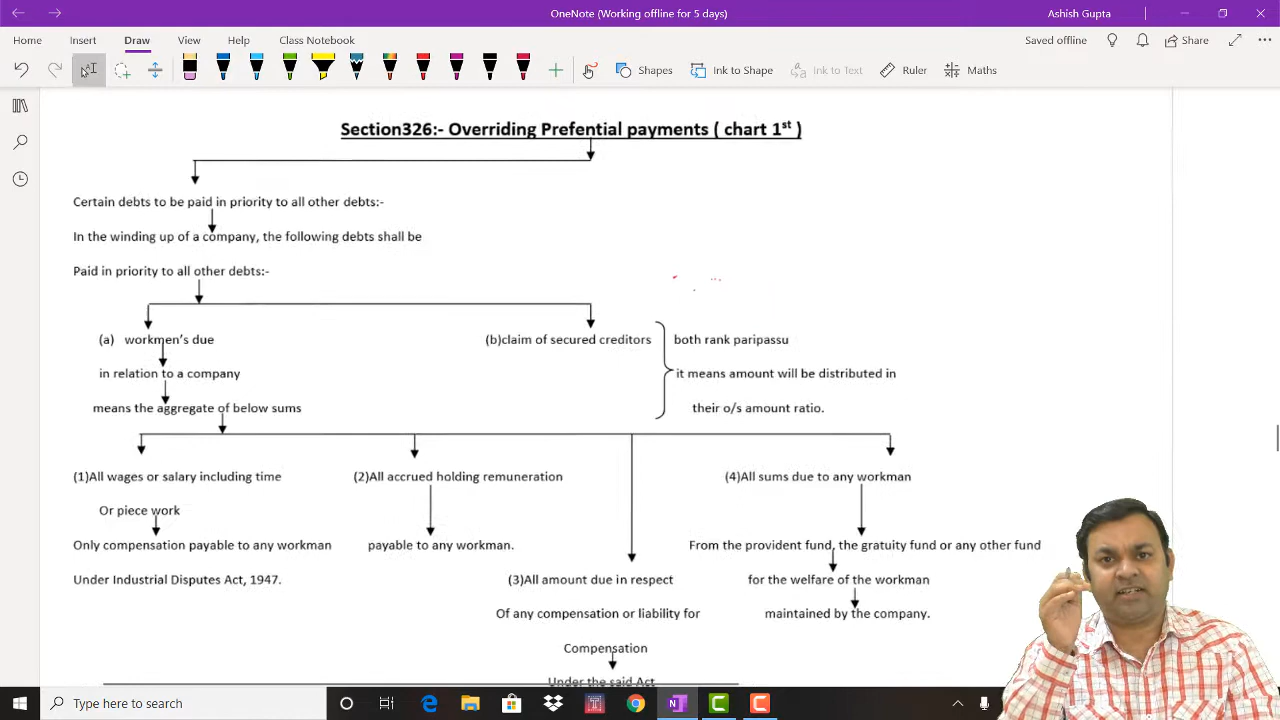 OneNote (Working offline for 5 days)
Ashish Gupta
Home Insert Draw View Help Class Notebook
Saved offline
Share
Shapes
Ink to Shape
Ink to Text
Ruler
Maths
Section326:- Overriding Prefential payments ( chart 1st )
Certain debts to be paid in priority to all other debts:-
In the winding up of a company, the following debts shall be
Paid in priority to all other debts:-
(a) workmen's due
(b)claim of secured creditors
both rank paripassu
in relation to a company
it means amount will be distributed in
means the aggregate of below sums
their o/s amount ratio.
(1)All wages or salary including time
(2)All accrued holding remuneration
(4)All sums due to any workman
Or piece work
Only compensation payable to any workman
payable to any workman.
From the provident fund, the gratuity fund or any other fund
Under Industrial Disputes Act, 1947.
(3)All amount due in respect
for the welfare of the workman
Of any compensation or liability for
maintained by the company.
Compensation
Under the said Act
Type here to search